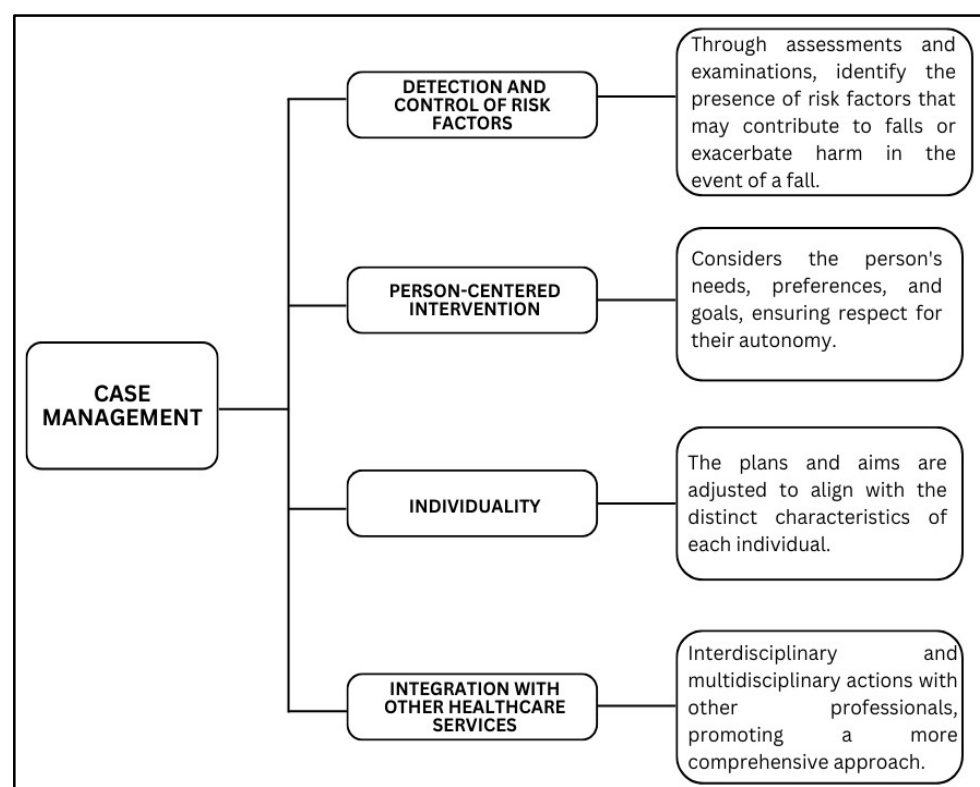 DETECTION AND
CONTROL OF RISK
FACTORS
Through assessments and
examinations, identify the
presence of risk factors that
may contribute to falls or
exacerbate harm in the
event of a fall.
PERSON-CENTERED
INTERVENTION
Considers the person's
needs, preferences, and
goals, ensuring respect for
their autonomy.
CASE
MANAGEMENT
INDIVIDUALITY
The plans and aims are
adjusted to align with the
distinct characteristics of
each individual.
INTEGRATION WITH
OTHER HEALTHCARE
SERVICES
Interdisciplinary and
multidisciplinary actions with
other professionals,
promoting a more
comprehensive approach.